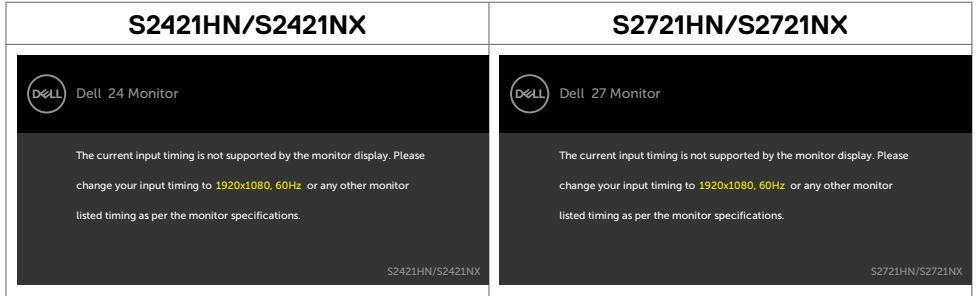 S2421HN/S2421NX
S2721HN/S2721NX
DELL Dell 24 Monitor
The current input timing is not supported by the monitor display. Please
change your input timing to 1920x1080, 60Hz or any other monitor
listed timing as per the monitor specifications.
S2421HN/S2421NX
DELL Dell 27 Monitor
The current input timing is not supported by the monitor display. Please
change your input timing to 1920x1080, 60Hz or any other monitor
listed timing as per the monitor specifications.
S2721HN/S2721NX